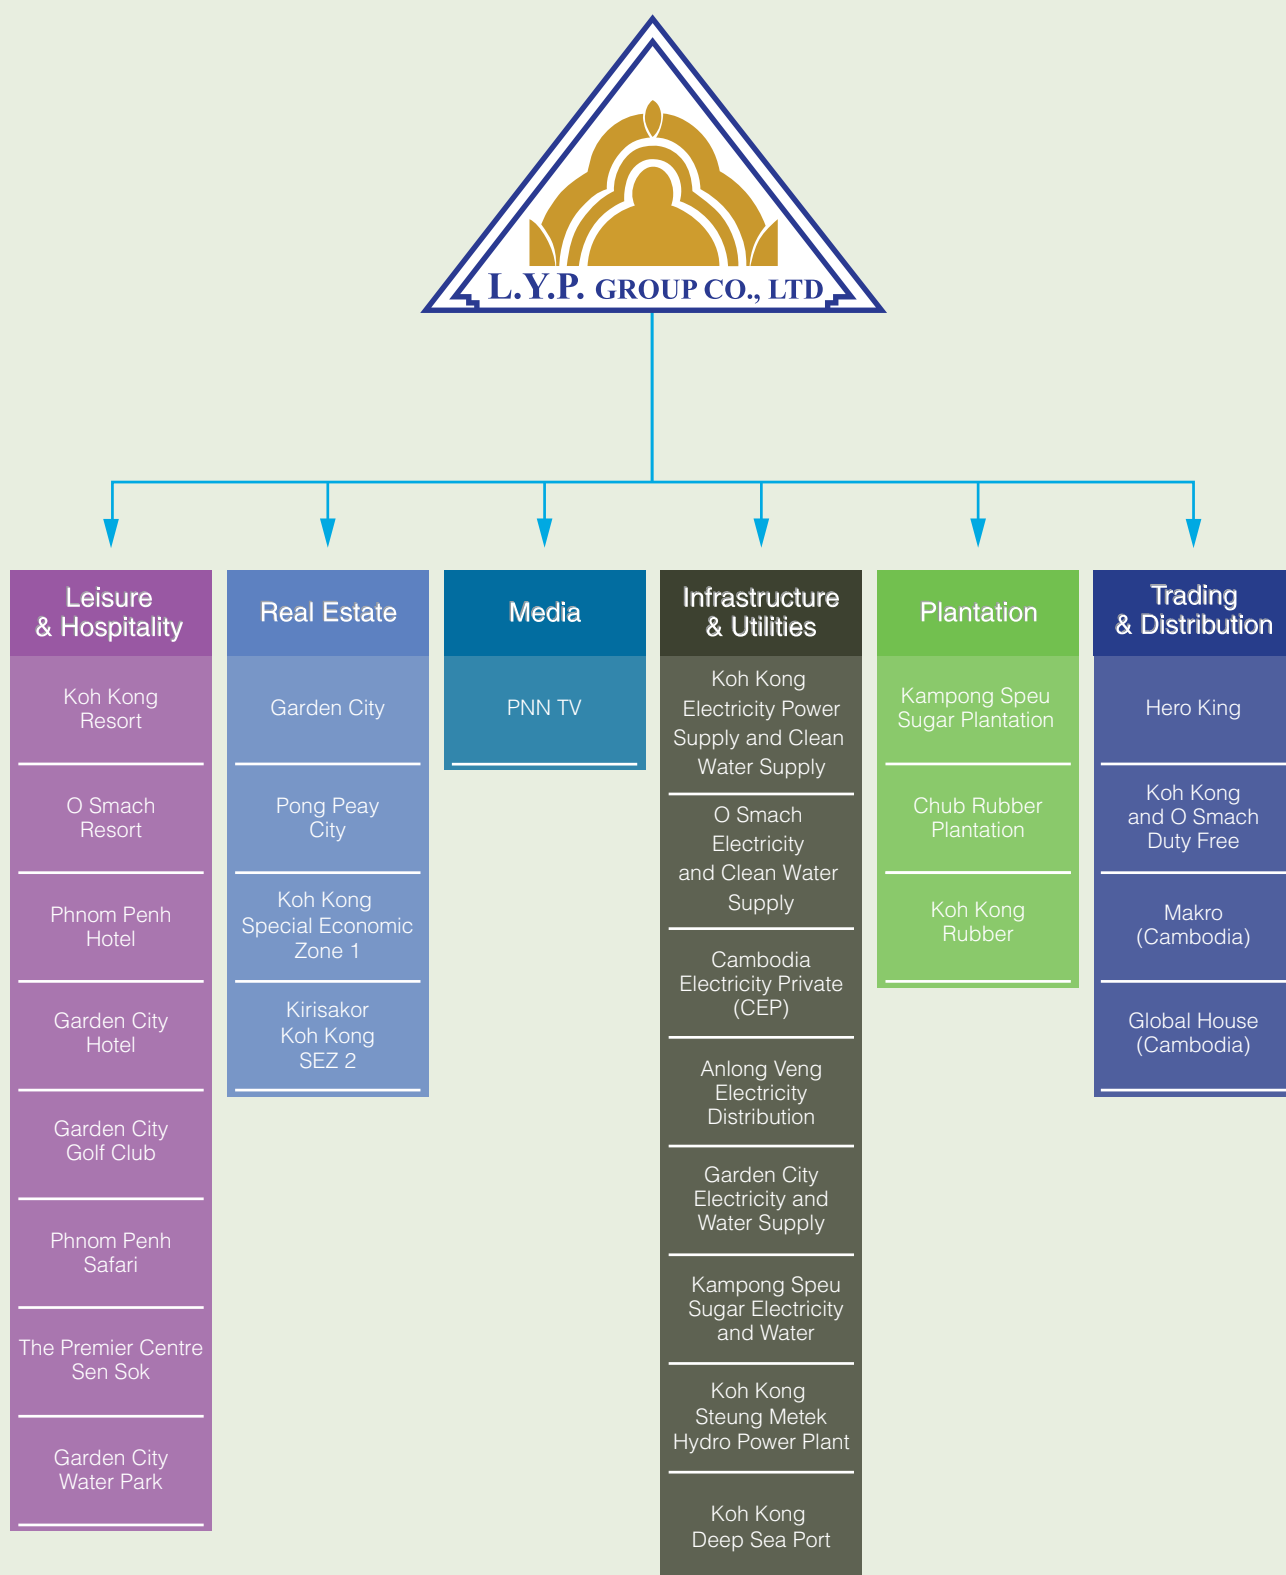 L.Y.P. GROUP CO., LTD
Leisure
& Hospitality
Koh Kong
Resort
O Smach
Resort
Phnom Penh
Hotel
Garden City
Hotel
Garden City
Golf Club
Phnom Penh
Safari
The Premier Centre
Sen Sok
Garden City
Water Park
Real Estate
Garden City
Pong Peay
City
Koh Kong
Special Economic
Zone 1
Kirisakor
Koh Kong
SEZ 2
Media
PNN TV
Infrastructure
& Utilities
Koh Kong
Electricity Power
Supply and Clean
Water Supply
O Smach
Electricity
and Clean Water
Supply
Cambodia
Electricity Private
(CEP)
Anlong Veng
Electricity
Distribution
Garden City
Electricity and
Water Supply
Kampong Speu
Sugar Electricity
and Water
Koh Kong
Steung Metek
Hydro Power Plant
Koh Kong
Deep Sea Port
Plantation
Kampong Speu
Sugar Plantation
Chub Rubber
Plantation
Koh Kong
Rubber
Trading
& Distribution
Hero King
Koh Kong
and O Smach
Duty Free
Makro
(Cambodia)
Global House
(Cambodia)